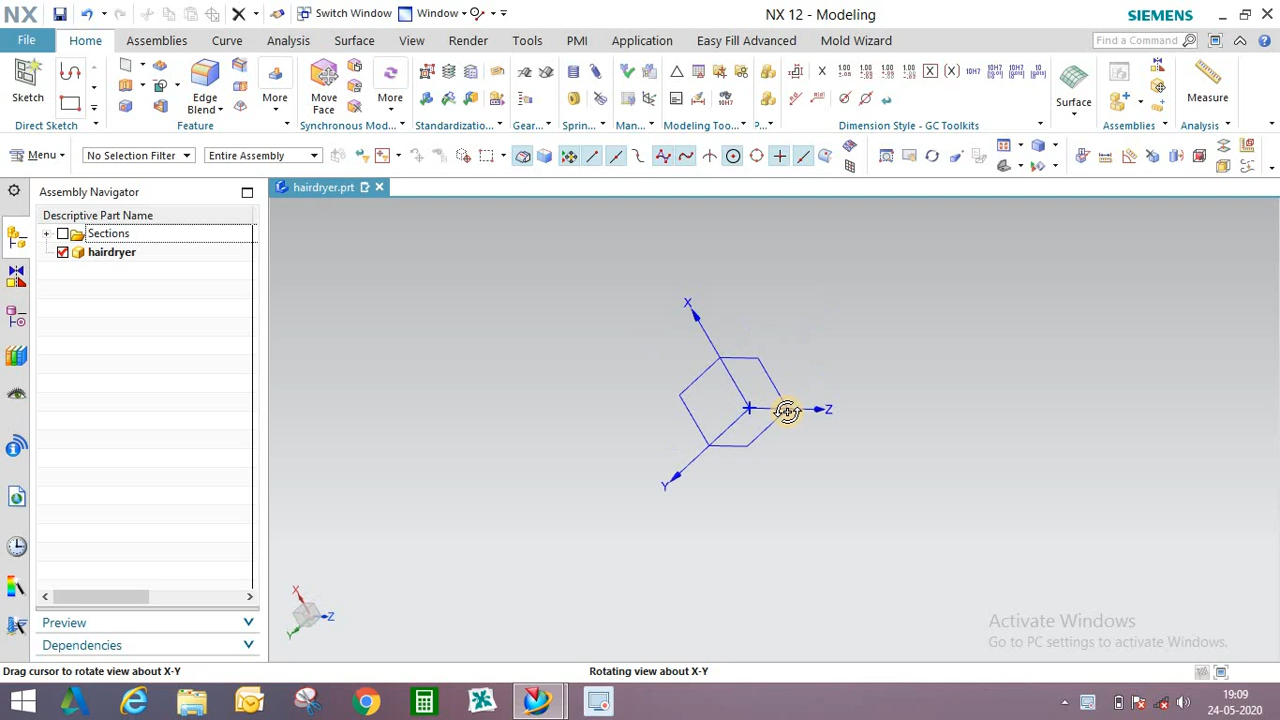 NX
Switch Window
Window
NX 12 - Modeling
SIEMENS
File
Home
Assemblies
Curve
Analysis
Surface
View
Render
Tools
PMI
Application
Easy Fill Advanced
Mold Wizard
Find a Command
Sketch
Edge
Blend
More
Move
Face
More
Surface
Measure
Direct Sketch
Feature
Synchronous Mod...
Standardization...
Gear...
Sprin...
Man...
Modeling Too...
P...
Dimension Style - GC Toolkits
Assemblies
Analysis
Menu
No Selection Filter
Entire Assembly
Assembly Navigator
hairdryer.prt
Descriptive Part Name
Sections
hairdryer
X
Z
Y
X
Z
Y
Preview
Dependencies
Activate Windows
Go to PC settings to activate Windows.
Drag cursor to rotate view about X-Y
Rotating view about X-Y
19:09
24-05-2020